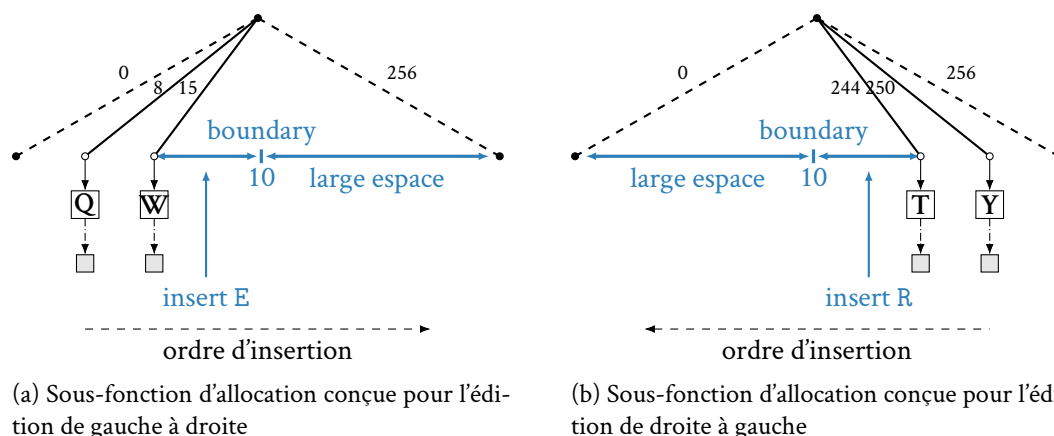 0
8
15
256
boundary
10
large espace
Q
W
insert E
ordre d'insertion
(a) Sous-fonction d'allocation conçue pour l'édi-
tion de gauche à droite
0
244
250
256
boundary
large espace
10
T
Y
insert R
ordre d'insertion
(b) Sous-fonction d'allocation conçue pour l'édi
tion de droite à gauche